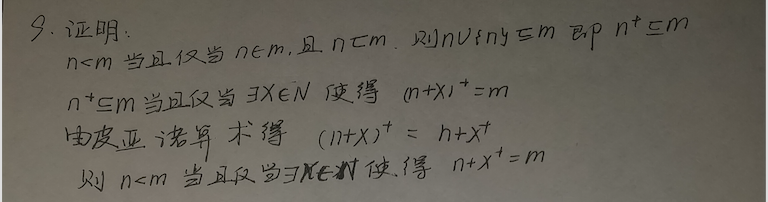 9. 证明:
n<m 当且仅当 n∈m, 且 n⊂m. 则n∪{n}⊆m 即 n⁺⊆m
n⁺⊆m 当且仅当 ∃X∈N 使得 (n+X)⁺=m
由皮亚诺算术得 (n+X)⁺ = n+X⁺
则 n<m 当且仅当∃X∈N 使得 n+X⁺=m